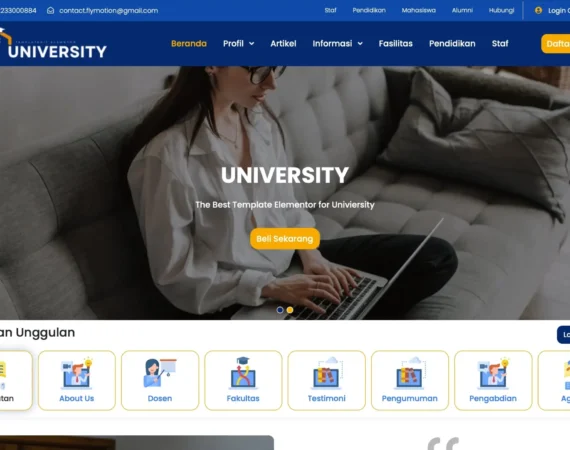 233000884 contact.flymotion@gmail.com Staf Pendidikan Mahasiswa Alumni Hubungi Login
UNIVERSITY
Beranda Profil Artikel Informasi Fasilitas Pendidikan Staf Dafta
UNIVERSITY
The Best Template Elementor for Univiersity
Beli Sekarang
an Unggulan
La
atan About Us Dosen Fakultas Testimoni Pengumuman Pengabdian Ag